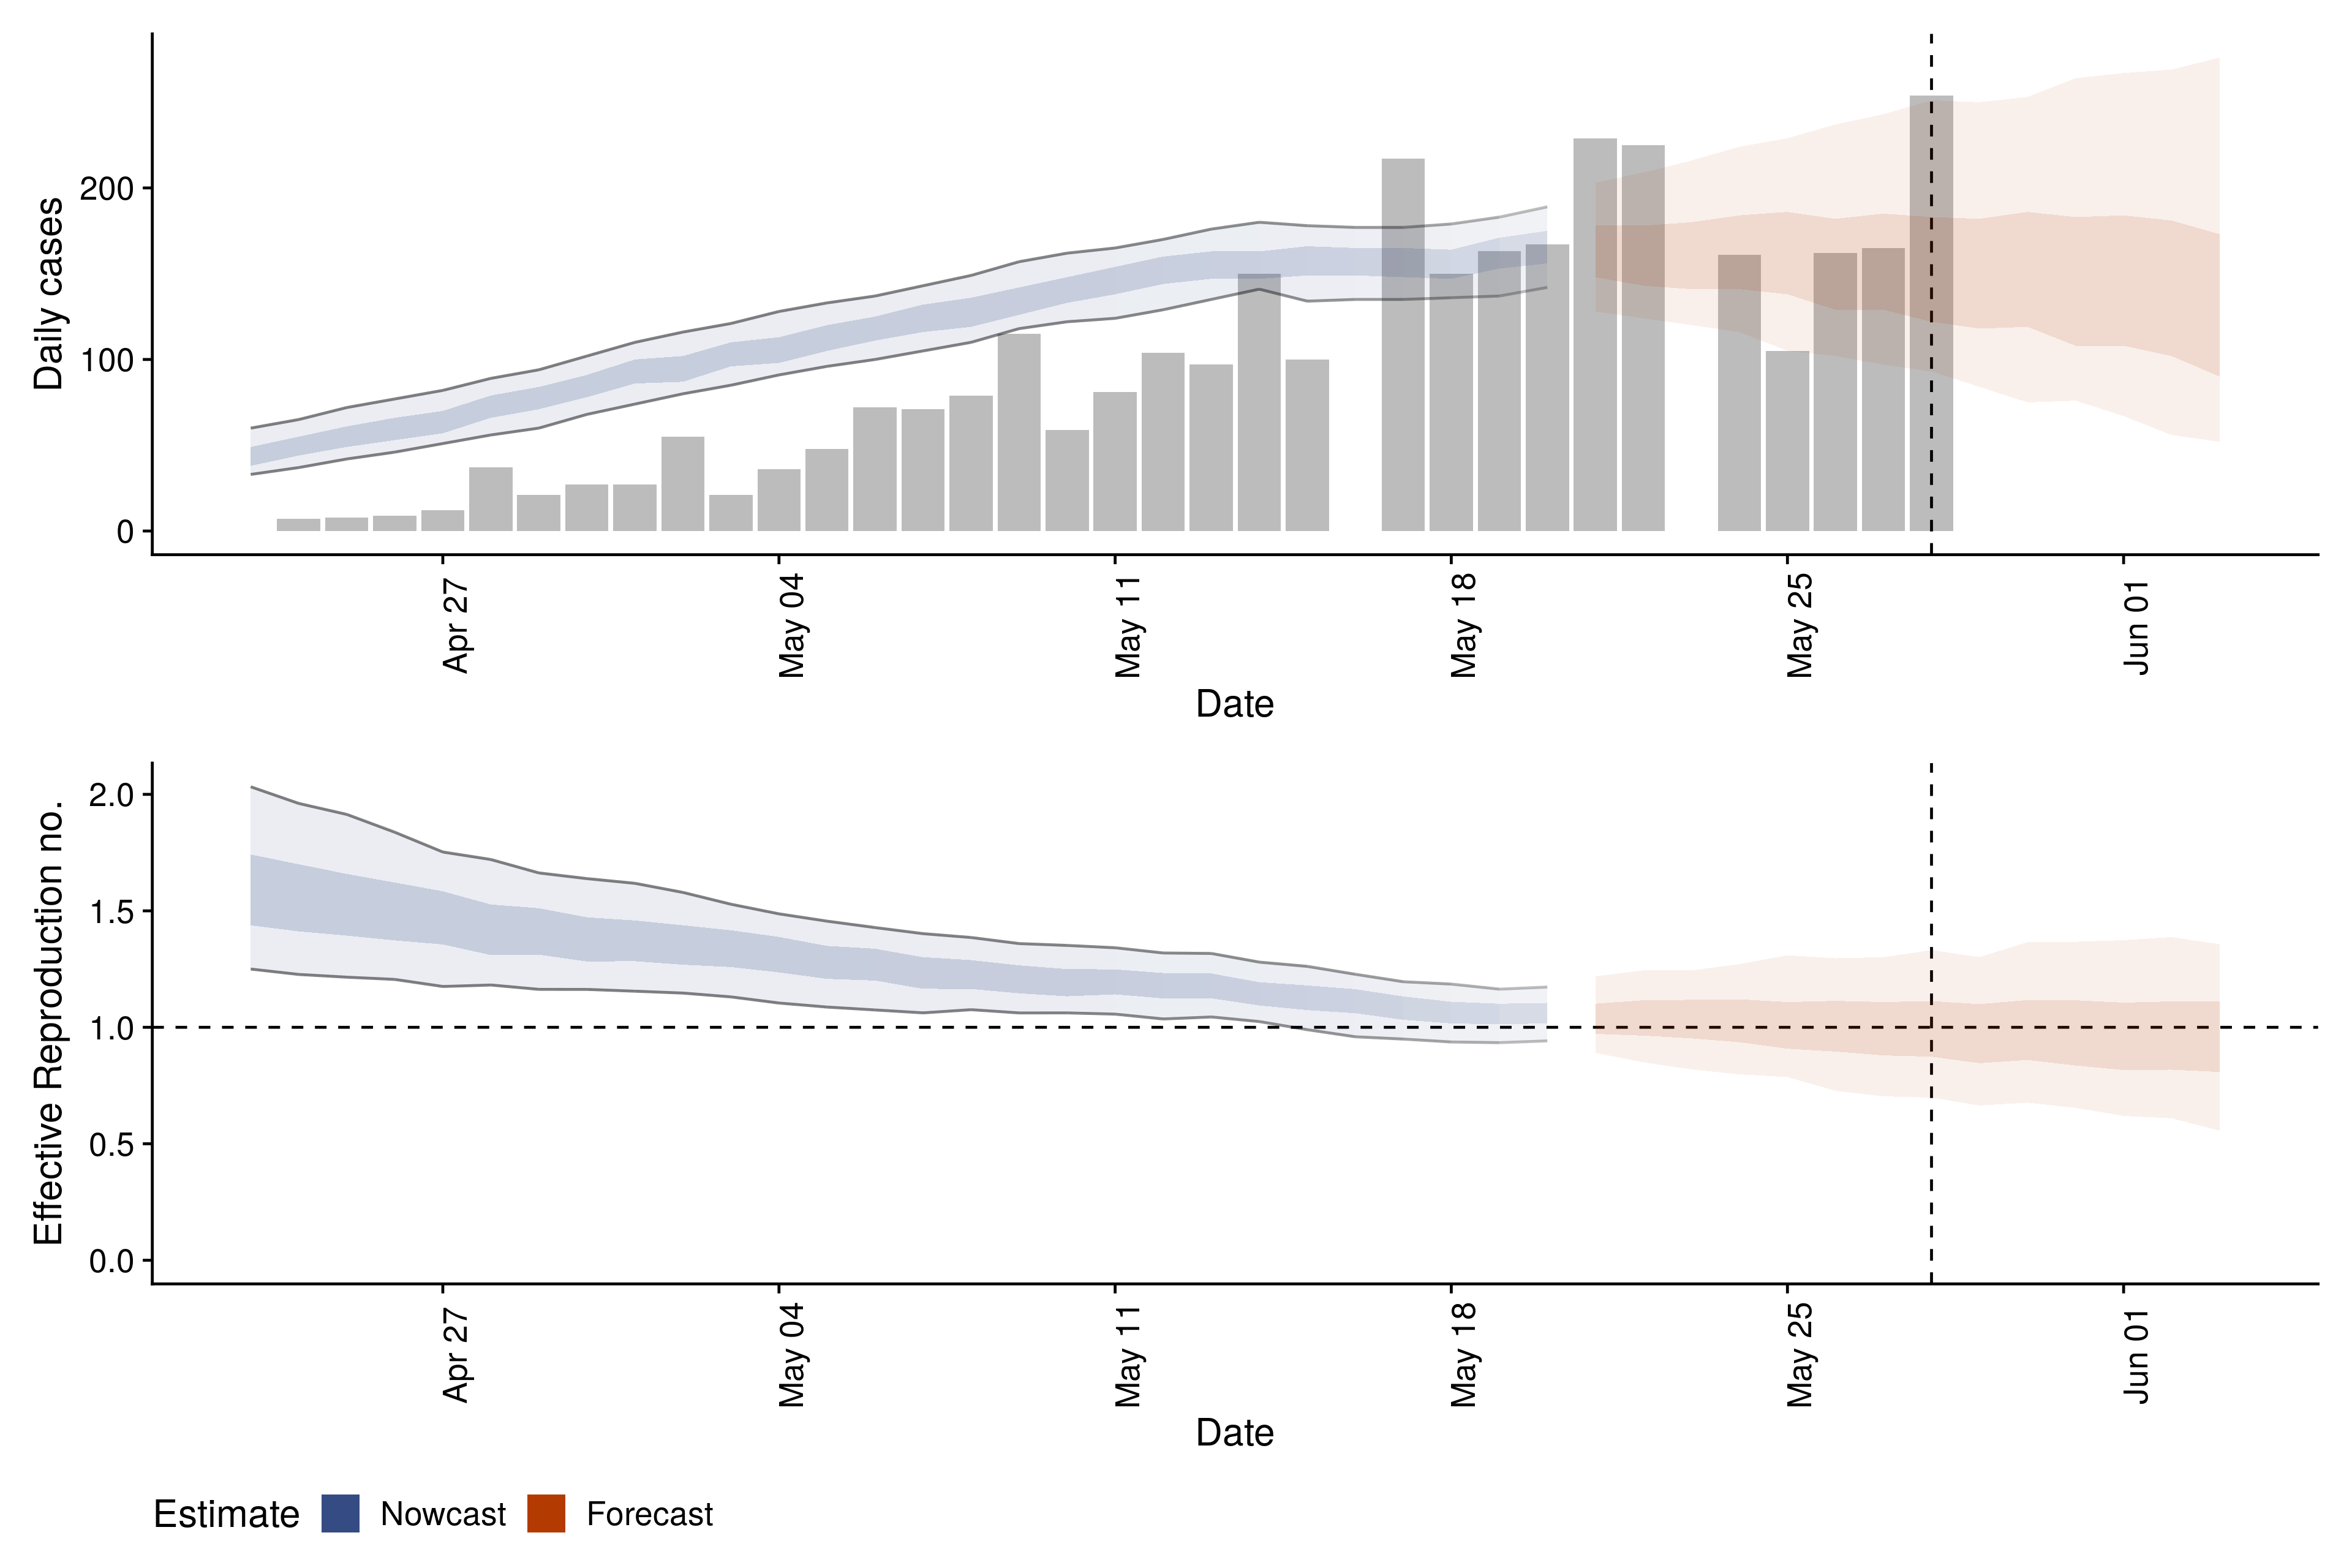 Daily cases
200
100
0
Apr 27
May 04
May 11
May 18
May 25
Jun 01
Date
Effective Reproduction no.
2.0
1.5
1.0
0.5
0.0
Apr 27
May 04
May 11
May 18
May 25
Jun 01
Date
Estimate Nowcast Forecast